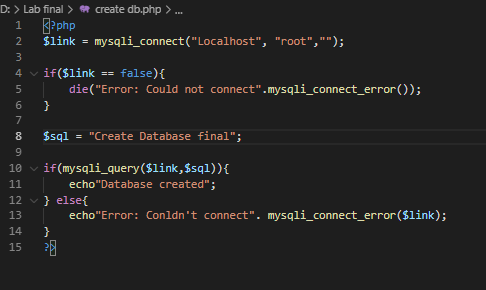 D: > Lab final > create db.php > ...
1 <?php
2 $link = mysqli_connect("Localhost", "root","");
3
4 if($link == false){
5 die("Error: Could not connect".mysqli_connect_error());
6 }
7
8 $sql = "Create Database final";
9
10 if(mysqli_query($link,$sql)){
11 echo"Database created";
12 } else{
13 echo"Error: Conldn't connect". mysqli_connect_error($link);
14 }
15 ?>